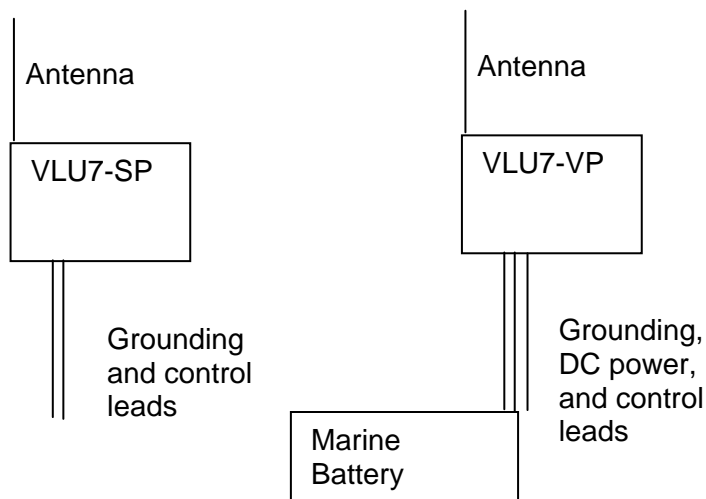 Antenna
VLU7-SP
Grounding
and control
leads
Antenna
VLU7-VP
Grounding,
DC power,
and control
leads
Marine
Battery